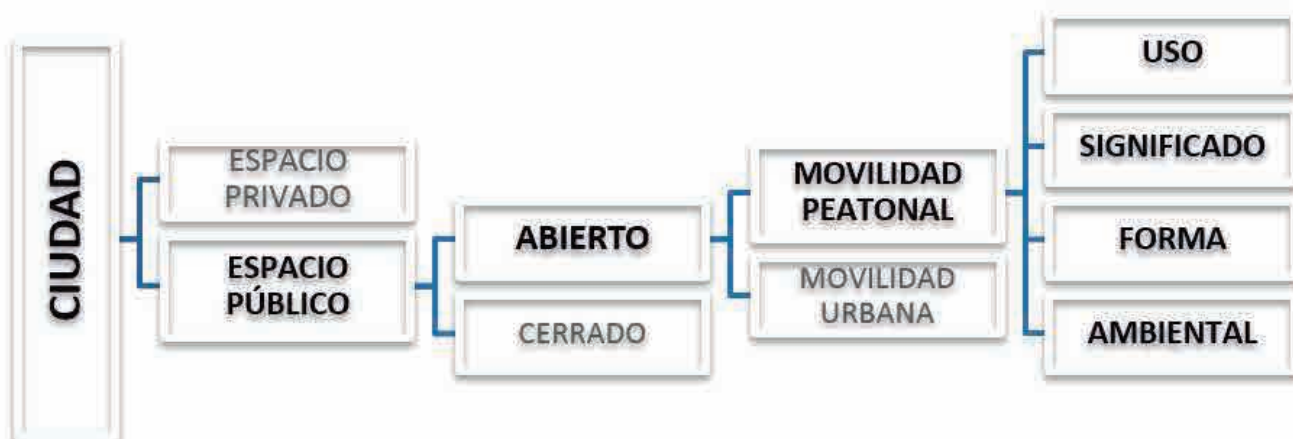 CIUDAD
ESPACIO
PRIVADO
ESPACIO
PÚBLICO
ABIERTO
CERRADO
MOVILIDAD
PEATONAL
MOVILIDAD
URBANA
USO
SIGNIFICADO
FORMA
AMBIENTAL